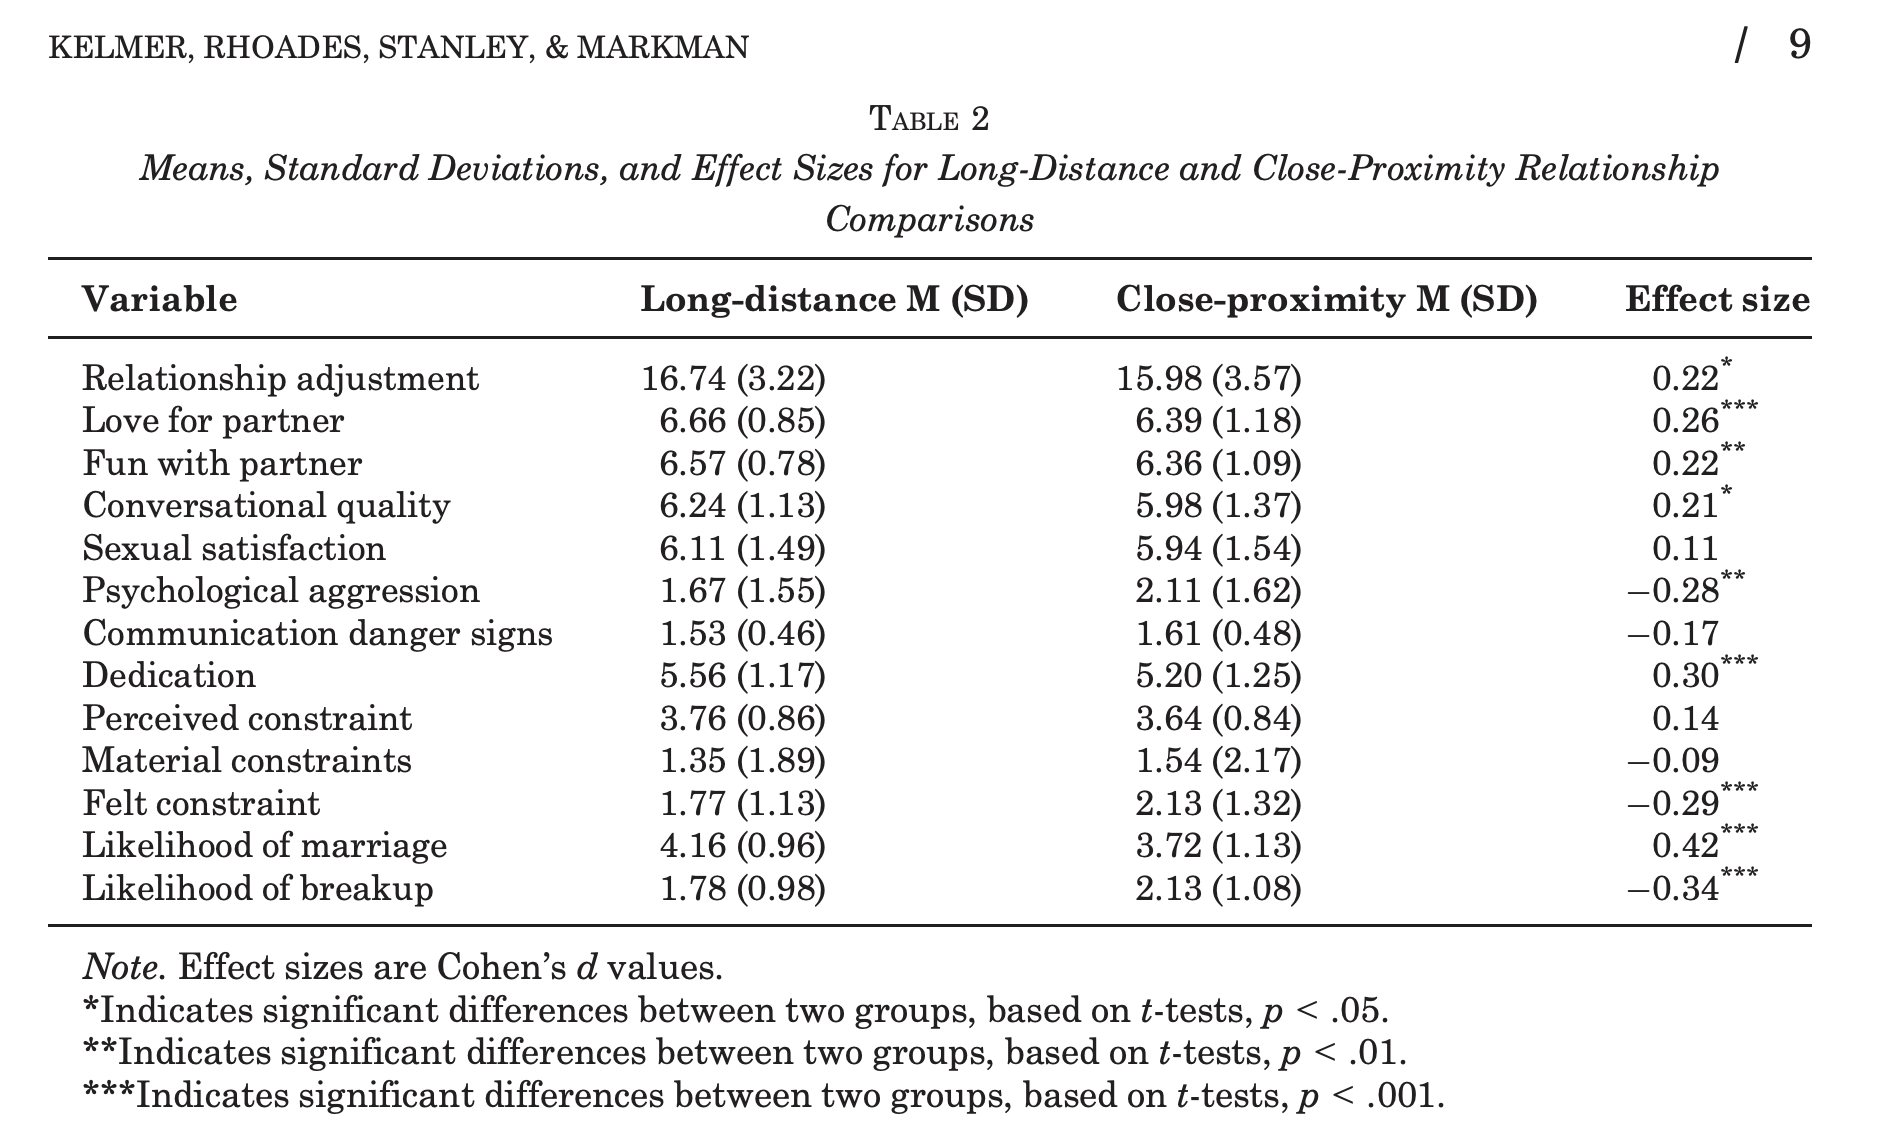 KELMER, RHOADES, STANLEY, & MARKMAN / 9
TABLE 2
Means, Standard Deviations, and Effect Sizes for Long-Distance and Close-Proximity Relationship
Comparisons
Variable Long-distance M (SD) Close-proximity M (SD) Effect size
Relationship adjustment 16.74 (3.22) 15.98 (3.57) 0.22*
Love for partner 6.66 (0.85) 6.39 (1.18) 0.26***
Fun with partner 6.57 (0.78) 6.36 (1.09) 0.22**
Conversational quality 6.24 (1.13) 5.98 (1.37) 0.21*
Sexual satisfaction 6.11 (1.49) 5.94 (1.54) 0.11
Psychological aggression 1.67 (1.55) 2.11 (1.62) −0.28**
Communication danger signs 1.53 (0.46) 1.61 (0.48) −0.17
Dedication 5.56 (1.17) 5.20 (1.25) 0.30***
Perceived constraint 3.76 (0.86) 3.64 (0.84) 0.14
Material constraints 1.35 (1.89) 1.54 (2.17) −0.09
Felt constraint 1.77 (1.13) 2.13 (1.32) −0.29***
Likelihood of marriage 4.16 (0.96) 3.72 (1.13) 0.42***
Likelihood of breakup 1.78 (0.98) 2.13 (1.08) −0.34***
Note. Effect sizes are Cohen’s d values.
*Indicates significant differences between two groups, based on t-tests, p < .05.
**Indicates significant differences between two groups, based on t-tests, p < .01.
***Indicates significant differences between two groups, based on t-tests, p < .001.